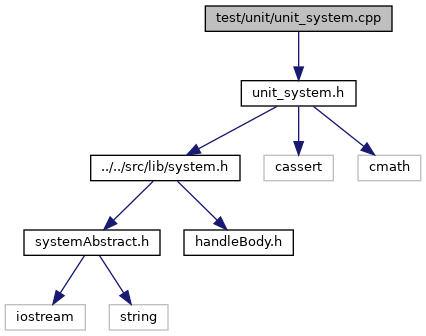 test/unit/unit_system.cpp
unit_system.h
../../src/lib/system.h
cassert
cmath
systemAbstract.h
handleBody.h
iostream
string